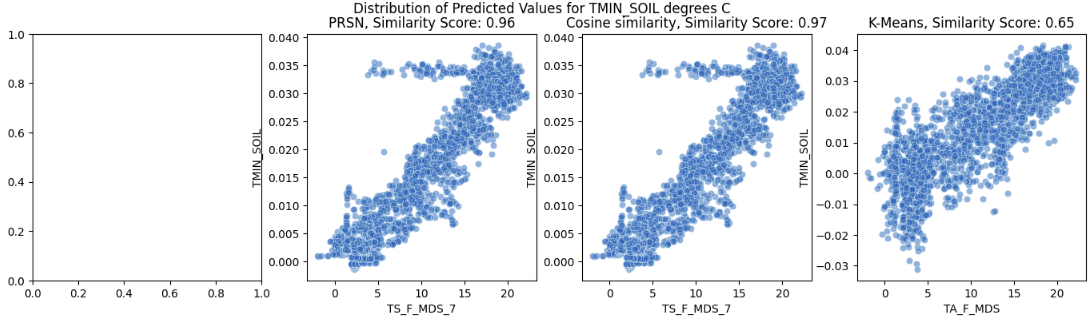 Distribution of Predicted Values for TMIN_SOIL degrees C
PRSN, Similarity Score: 0.96
Cosine similarity, Similarity Score: 0.97
K-Means, Similarity Score: 0.65
1.0
0.8
0.6
0.4
0.2
0.0
0.0 0.2 0.4 0.6 0.8 1.0
TMIN_SOIL
0.040
0.035
0.030
0.025
0.020
0.015
0.010
0.005
0.000
0 5 10 15 20
TS_F_MDS_7
TMIN_SOIL
0.040
0.035
0.030
0.025
0.020
0.015
0.010
0.005
0.000
0 5 10 15 20
TS_F_MDS_7
TMIN_SOIL
0.04
0.03
0.02
0.01
0.00
−0.01
−0.02
−0.03
0 5 10 15 20
TA_F_MDS